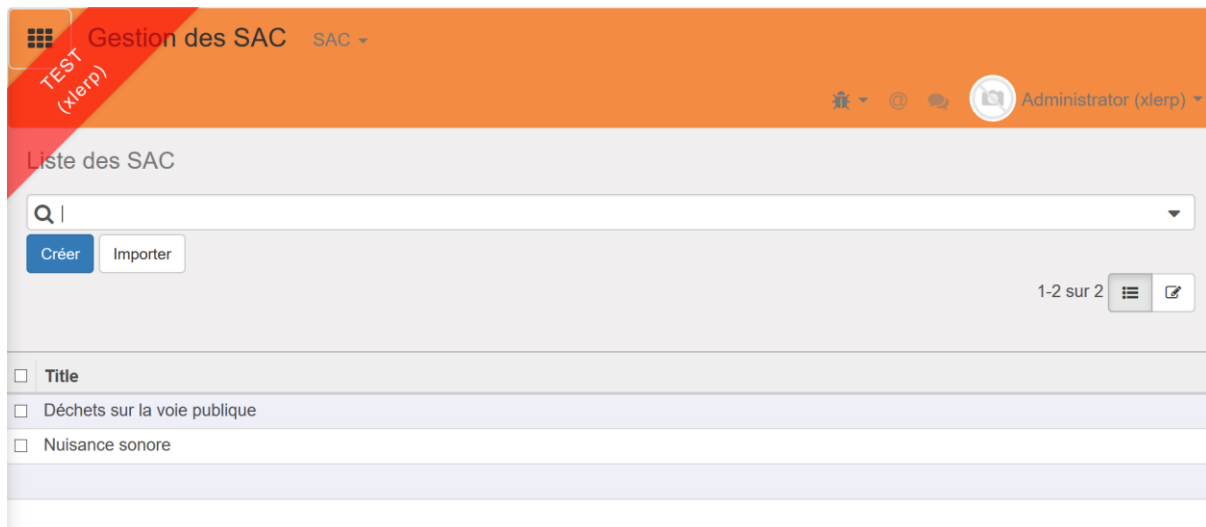 Gestion des SAC SAC
TEST
(xlerp)
@ Administrator (xlerp)
Liste des SAC
Créer Importer
1-2 sur 2
Title
Déchets sur la voie publique
Nuisance sonore